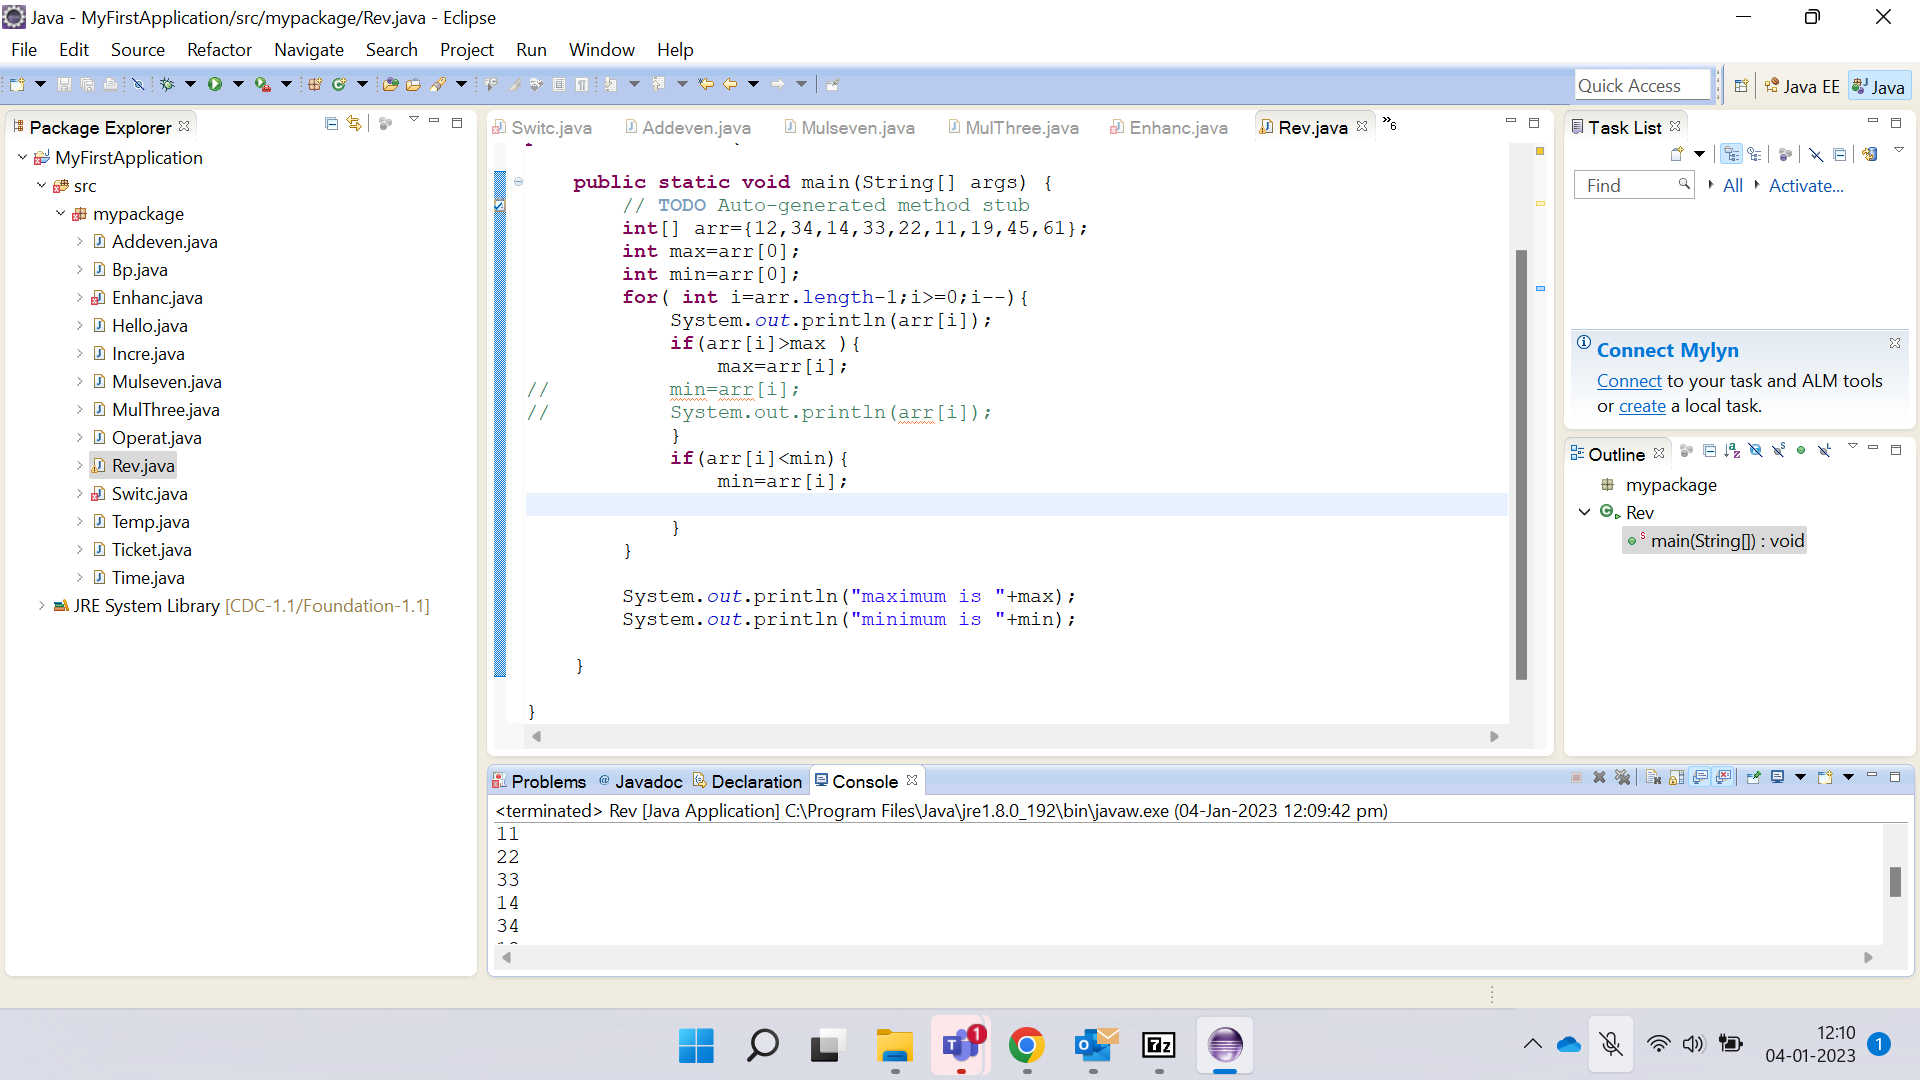 Java - MyFirstApplication/src/mypackage/Rev.java - Eclipse
File Edit Source Refactor Navigate Search Project Run Window Help
Quick Access
Java EE
Java
Package Explorer
MyFirstApplication
src
mypackage
Addeven.java
Bp.java
Enhanc.java
Hello.java
Incre.java
Mulseven.java
MulThree.java
Operat.java
Rev.java
Switc.java
Temp.java
Ticket.java
Time.java
JRE System Library [CDC-1.1/Foundation-1.1]
Switc.java Addeven.java Mulseven.java MulThree.java Enhanc.java Rev.java »6
public static void main(String[] args) {
// TODO Auto-generated method stub
int[] arr={12,34,14,33,22,11,19,45,61};
int max=arr[0];
int min=arr[0];
for( int i=arr.length-1;i>=0;i--){
System.out.println(arr[i]);
if(arr[i]>max ){
max=arr[i];
// min=arr[i];
// System.out.println(arr[i]);
}
if(arr[i]<min){
min=arr[i];
}
}
System.out.println("maximum is "+max);
System.out.println("minimum is "+min);
}
}
Task List
Find
All
Activate...
Connect Mylyn
Connect to your task and ALM tools
or create a local task.
Outline
mypackage
Rev
main(String[]) : void
Problems @ Javadoc Declaration Console
<terminated> Rev [Java Application] C:\Program Files\Java\jre1.8.0_192\bin\javaw.exe (04-Jan-2023 12:09:42 pm)
11
22
33
14
34
1
12:10
04-01-2023
1